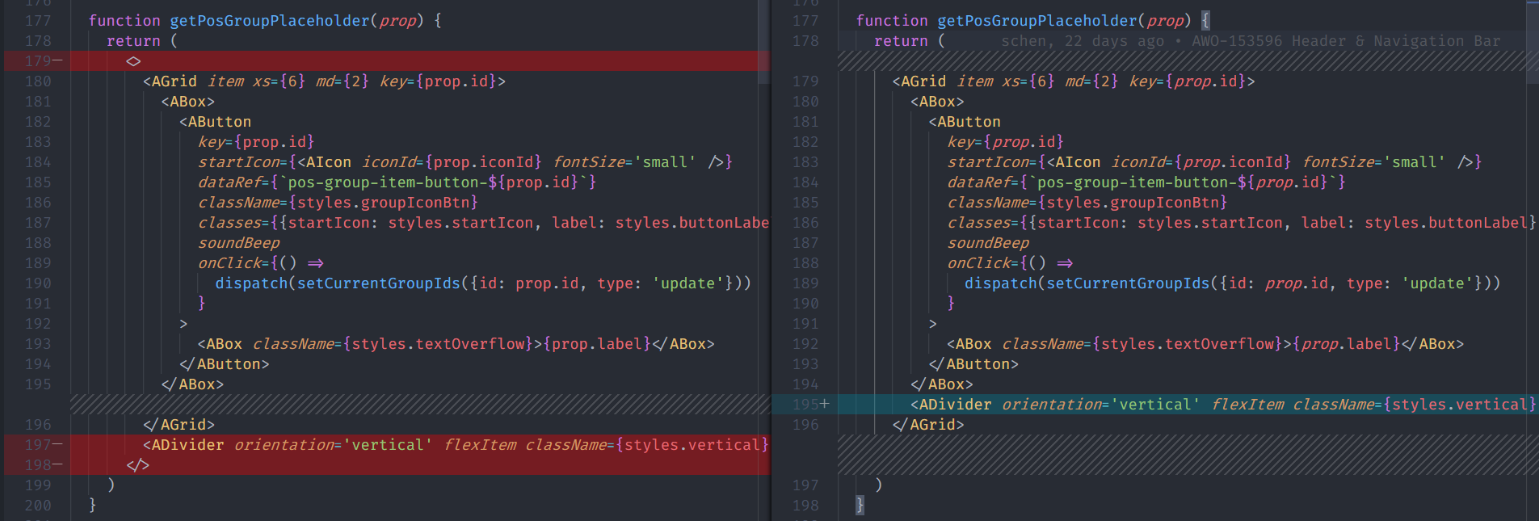 176
177 function getPosGroupPlaceholder(prop) {
178 return (
179— <>
180 <AGrid item xs={6} md={2} key={prop.id}>
181 <ABox>
182 <AButton
183 key={prop.id}
184 startIcon={<AIcon iconId={prop.iconId} fontSize='small' />}
185 dataRef={`pos-group-item-button-${prop.id}`}
186 className={styles.groupIconBtn}
187 classes={{startIcon: styles.startIcon, label: styles.buttonLabe
188 soundBeep
189 onClick={() =>
190 dispatch(setCurrentGroupIds({id: prop.id, type: 'update'}))
191 }
192 >
193 <ABox className={styles.textOverflow}>{prop.label}</ABox>
194 </AButton>
195 </ABox>
196 </AGrid>
197— <ADivider orientation='vertical' flexItem className={styles.vertical}
198— </>
199 )
200 }
176
177 function getPosGroupPlaceholder(prop) {
178 return ( schen, 22 days ago • AWO-153596 Header & Navigation Bar
179 <AGrid item xs={6} md={2} key={prop.id}>
180 <ABox>
181 <AButton
182 key={prop.id}
183 startIcon={<AIcon iconId={prop.iconId} fontSize='small' />}
184 dataRef={`pos-group-item-button-${prop.id}`}
185 className={styles.groupIconBtn}
186 classes={{startIcon: styles.startIcon, label: styles.buttonLabel}
187 soundBeep
188 onClick={() =>
189 dispatch(setCurrentGroupIds({id: prop.id, type: 'update'}))
190 }
191 >
192 <ABox className={styles.textOverflow}>{prop.label}</ABox>
193 </AButton>
194 </ABox>
195+ <ADivider orientation='vertical' flexItem className={styles.vertical}
196 </AGrid>
197 )
198 }